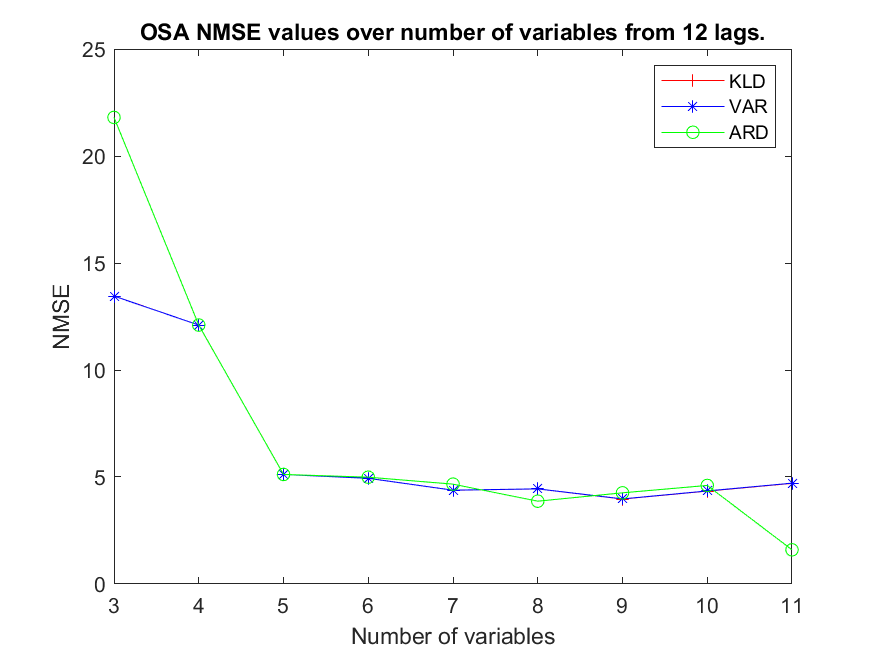 OSA NMSE values over number of variables from 12 lags.
25
20
15
10
5
0
NMSE
KLD
VAR
ARD
3 4 5 6 7 8 9 10 11
Number of variables